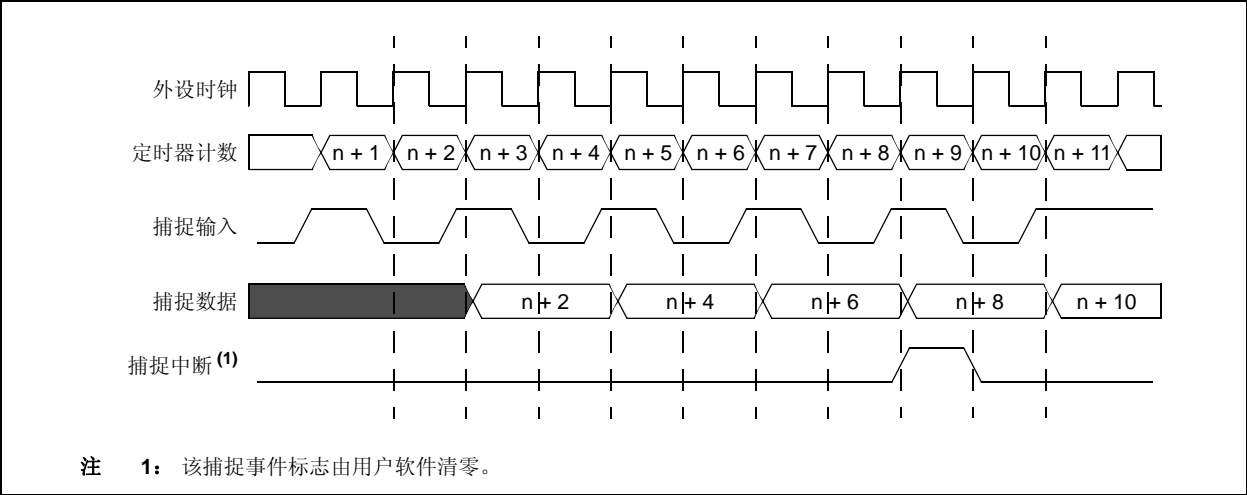 外设时钟
定时器计数 n + 1 n + 2 n + 3 n + 4 n + 5 n + 6 n + 7 n + 8 n + 9 n + 10 n + 11
捕捉输入
捕捉数据 n + 2 n + 4 n + 6 n + 8 n + 10
捕捉中断 (1)
注 1： 该捕捉事件标志由用户软件清零。